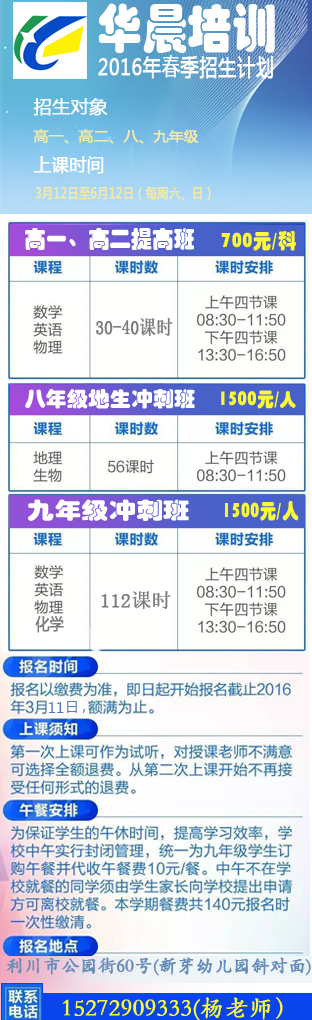 华晨培训
2016年春季招生计划
招生对象
高一、高二、八、九年级
上课时间
3月12日至6月12日（每周六、日）
高一、高二提高班 700元/科
课程 课时数 课时安排
数学
英语
物理
30-40课时
上午四节课
08:30-11:50
下午四节课
13:30-16:50
八年级地生冲刺班 1500元/人
课程 课时数 课时安排
地理
生物
56课时
上午四节课
08:30-11:50
九年级冲刺班 1500元/人
课程 课时数 课时安排
数学
英语
物理
化学
112课时
上午四节课
08:30-11:50
下午四节课
13:30-16:50
报名时间
报名以缴费为准，即日起开始报名截止2016
年3月11日,额满为止。
上课须知
第一次上课可作为试听，对授课老师不满意
可选择全额退费。从第二次上课开始不再接
受任何形式的退费。
午餐安排
为保证学生的午休时间，提高学习效率，学
校中午实行封闭管理，统一为九年级学生订
购午餐并代收午餐费10元/餐。中午不在学
校就餐的同学须由学生家长向学校提出申请
方可离校就餐。本学期餐费共140元报名时
一次性缴清。
报名地点
利川市公园街60号(新芽幼儿园斜对面)
联系
电话
15272909333(杨老师)